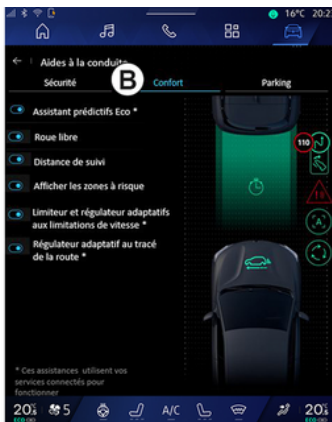 16°C 20:2
← Aides à la conduite
Sécurité B Confort Parking
Assistant prédictifs Eco *
110
Roue libre
Distance de suivi
Afficher les zones à risque
Limiteur et régulateur adaptatifs
aux limitations de vitesse *
(A)
Régulateur adaptatif au tracé
de la route *
* Ces assistances utilisent vos
services connectés pour
fonctionner
20% 5 A/C 20%